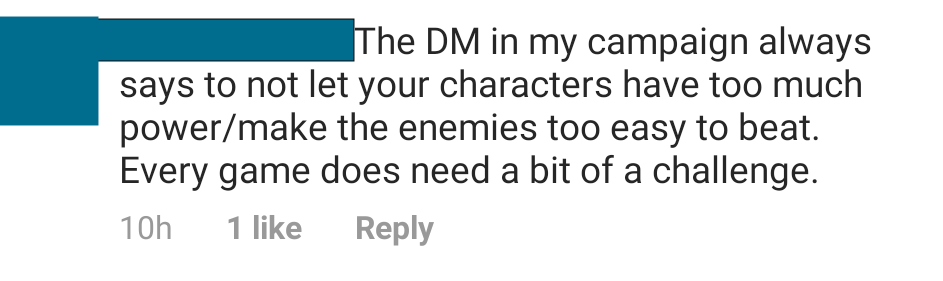 The DM in my campaign always
says to not let your characters have too much
power/make the enemies too easy to beat.
Every game does need a bit of a challenge.
10h 1 like Reply